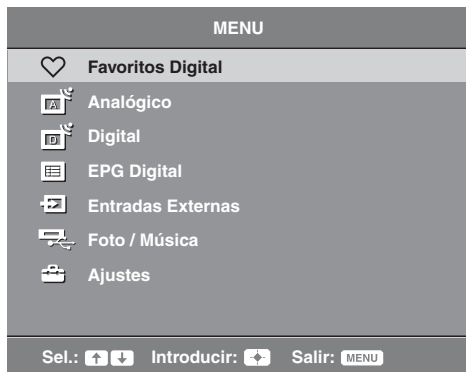 MENU
Favoritos Digital
Analógico
Digital
EPG Digital
Entradas Externas
Foto / Música
Ajustes
Sel.: ↑ ↓ Introducir: Salir: MENU